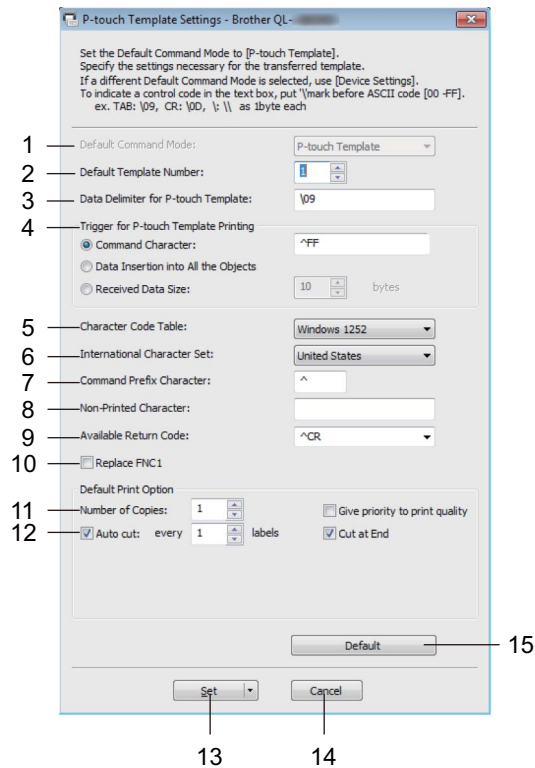 P-touch Template Settings - Brother QL-
Set the Default Command Mode to [P-touch Template].
Specify the settings necessary for the transferred template.
If a different Default Command Mode is selected, use [Device Settings].
To indicate a control code in the text box, put '\'mark before ASCII code [00 -FF].
ex. TAB: \09, CR: \0D, \: \\ as 1byte each
1 Default Command Mode: P-touch Template
2 Default Template Number: 1
3 Data Delimiter for P-touch Template: \09
4 Trigger for P-touch Template Printing
Command Character: ^FF
Data Insertion into All the Objects
Received Data Size: 10 bytes
5 Character Code Table: Windows 1252
6 International Character Set: United States
7 Command Prefix Character: ^
8 Non-Printed Character:
9 Available Return Code: ^CR
10 Replace FNC1
Default Print Option
11 Number of Copies: 1 Give priority to print quality
12 Auto cut: every 1 labels Cut at End
Default 15
Set Cancel
13 14